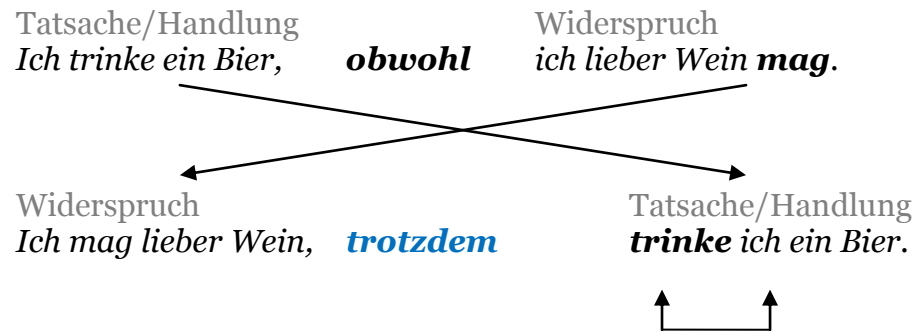 Tatsache/Handlung Widerspruch
Ich trinke ein Bier, obwohl ich lieber Wein mag.
Widerspruch Tatsache/Handlung
Ich mag lieber Wein, trotzdem trinke ich ein Bier.